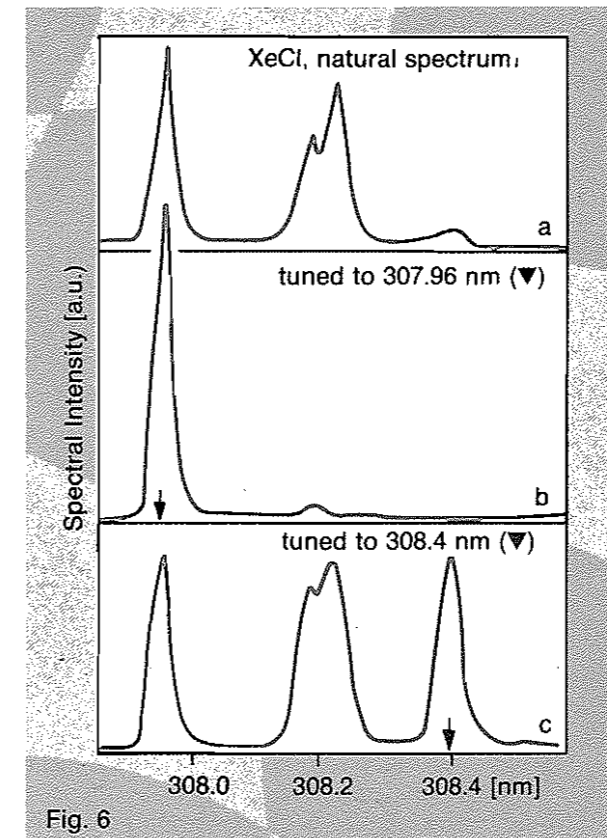 XeCl, natural spectrum
a
tuned to 307.96 nm (▼)
b
tuned to 308.4 nm (▼)
c
Spectral Intensity [a.u.]
308.0 308.2 308.4 [nm]
Fig. 6